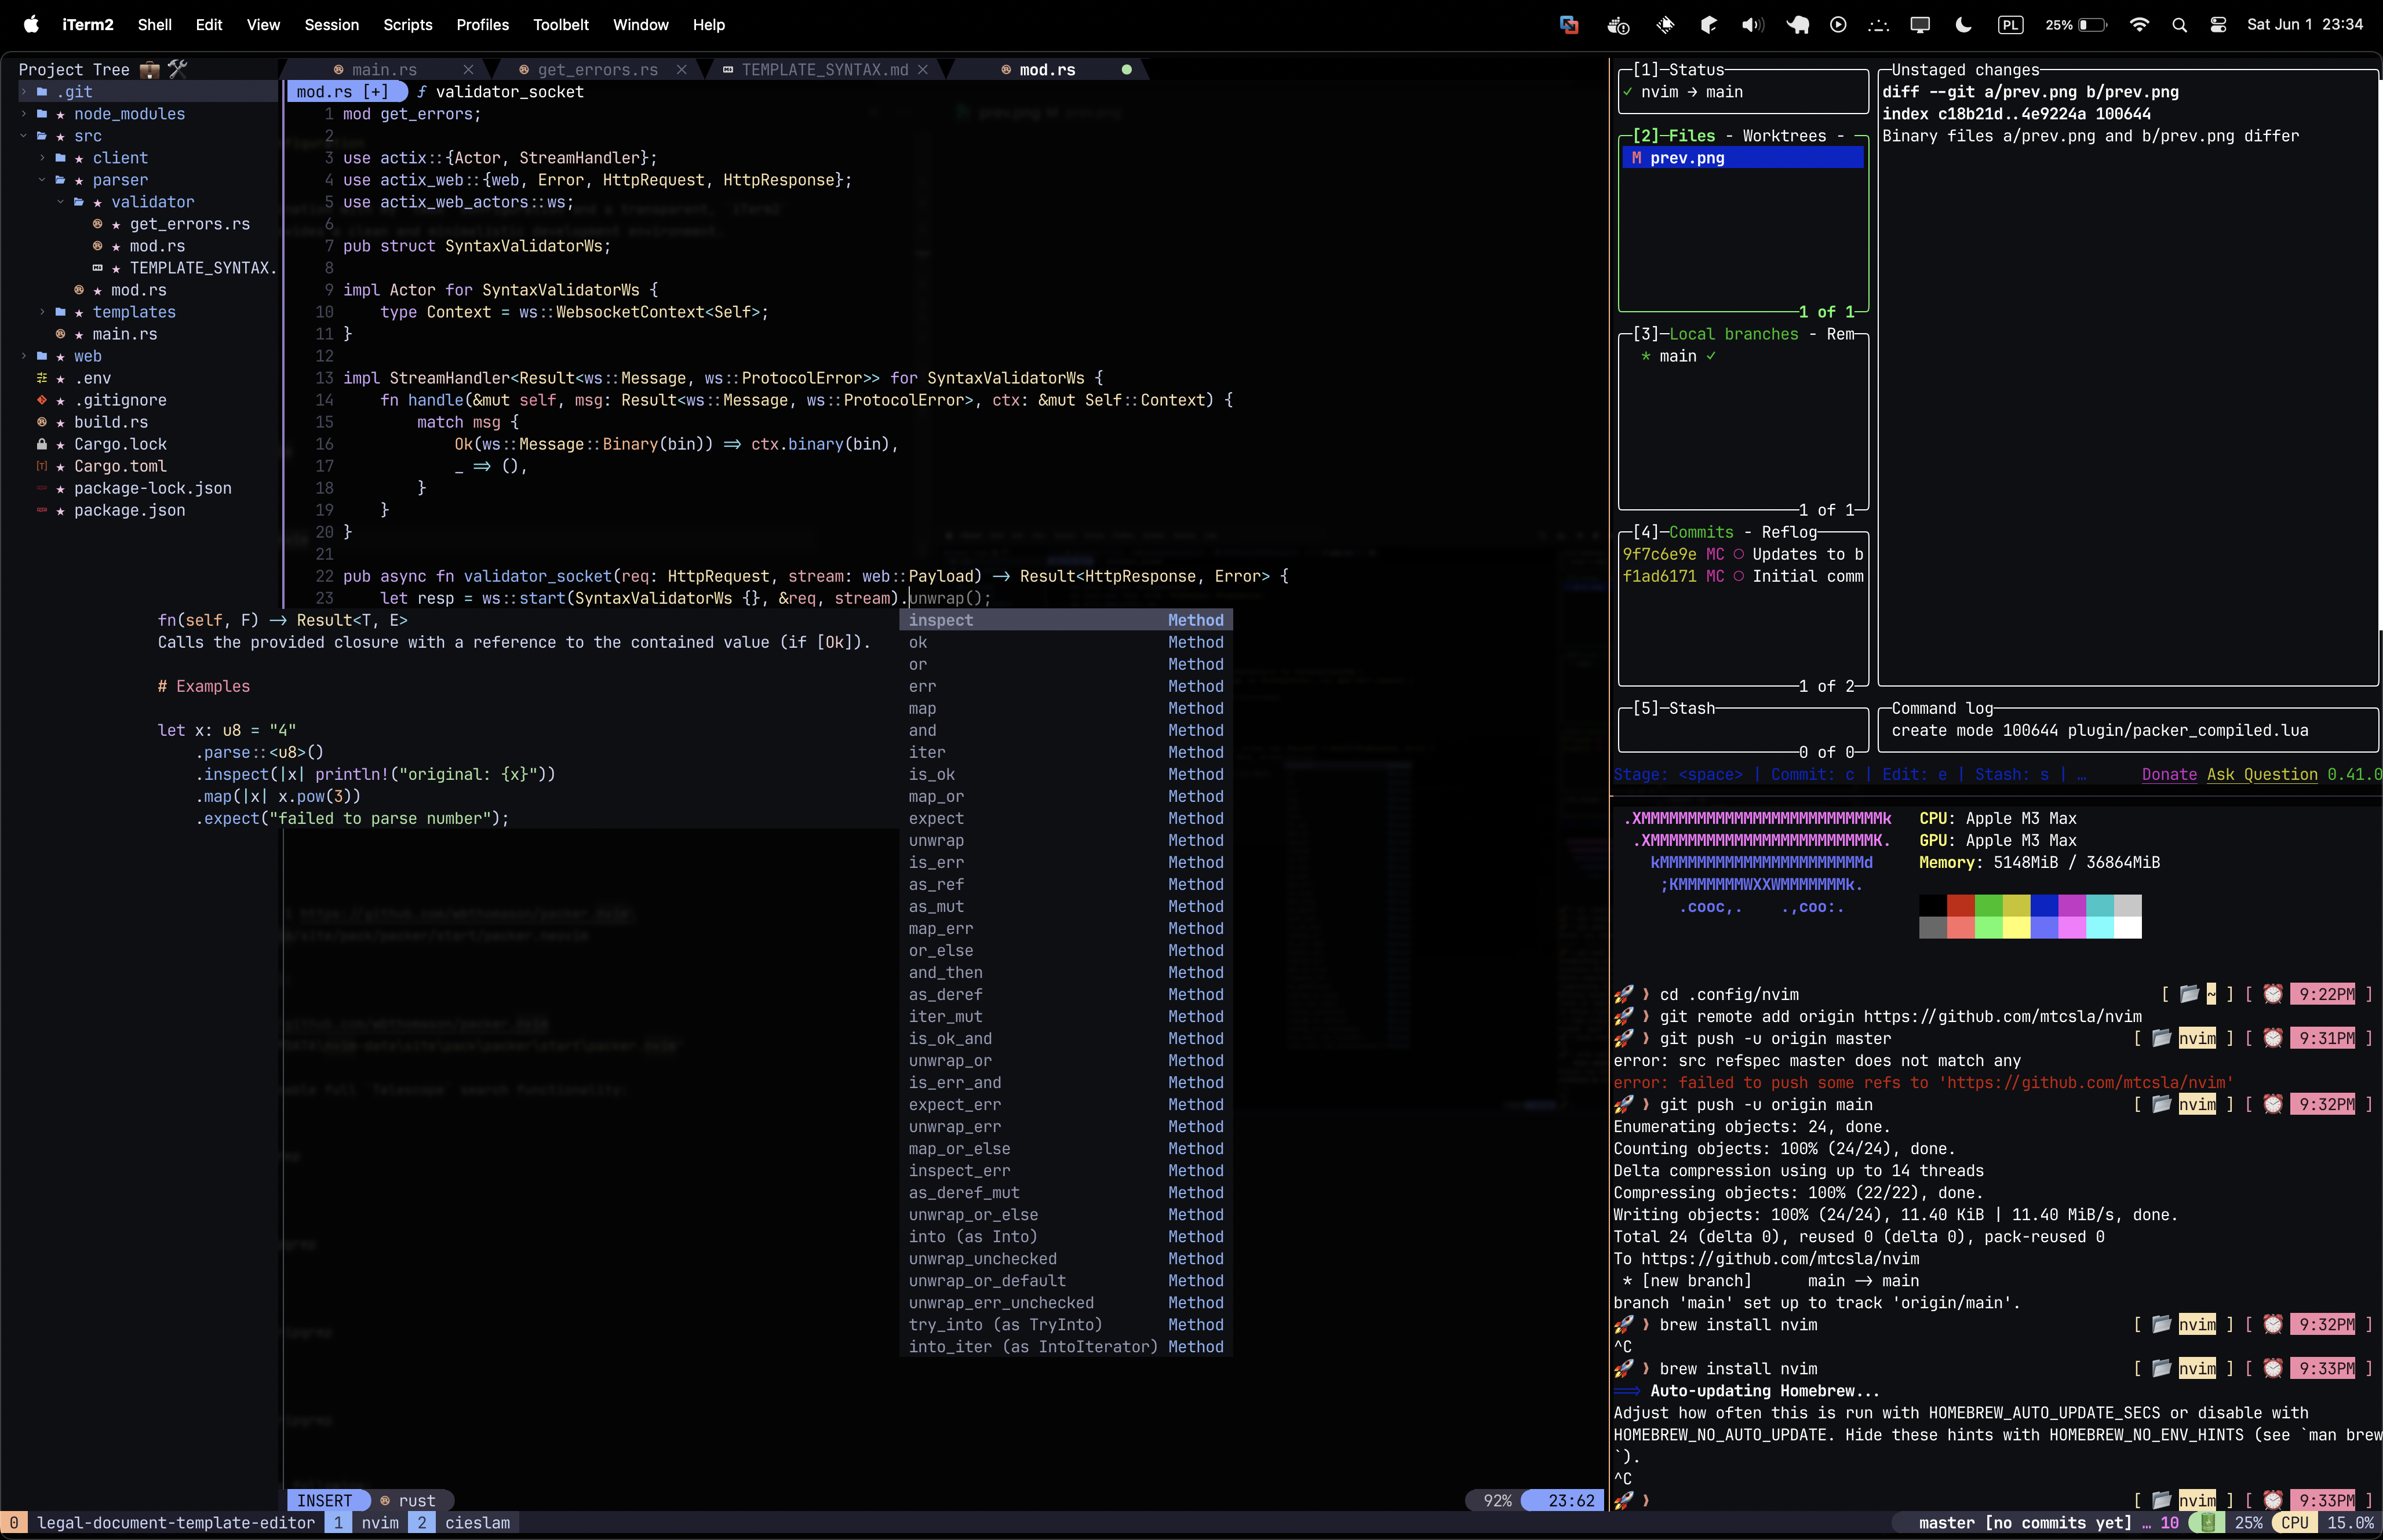 iTerm2 Shell Edit View Session Scripts Profiles Toolbelt Window Help PL 25% Sat Jun 1 23:34
Project Tree
.git
node_modules
src
client
parser
validator
get_errors.rs
mod.rs
TEMPLATE_SYNTAX.
mod.rs
templates
main.rs
web
.env
.gitignore
build.rs
Cargo.lock
Cargo.toml
package-lock.json
package.json
main.rs get_errors.rs TEMPLATE_SYNTAX.md mod.rs
mod.rs [+] ƒ validator_socket
1 mod get_errors;
2
3 use actix::{Actor, StreamHandler};
4 use actix_web::{web, Error, HttpRequest, HttpResponse};
5 use actix_web_actors::ws;
6
7 pub struct SyntaxValidatorWs;
8
9 impl Actor for SyntaxValidatorWs {
10 type Context = ws::WebsocketContext<Self>;
11 }
12
13 impl StreamHandler<Result<ws::Message, ws::ProtocolError>> for SyntaxValidatorWs {
14 fn handle(&mut self, msg: Result<ws::Message, ws::ProtocolError>, ctx: &mut Self::Context) {
15 match msg {
16 Ok(ws::Message::Binary(bin)) => ctx.binary(bin),
17 _ => (),
18 }
19 }
20 }
21
22 pub async fn validator_socket(req: HttpRequest, stream: web::Payload) -> Result<HttpResponse, Error> {
23 let resp = ws::start(SyntaxValidatorWs {}, &req, stream).unwrap();
fn(self, F) -> Result<T, E>
Calls the provided closure with a reference to the contained value (if [Ok]).
# Examples
let x: u8 = "4"
.parse::<u8>()
.inspect(|x| println!("original: {x}"))
.map(|x| x.pow(3))
.expect("failed to parse number");
inspect Method
ok Method
or Method
err Method
map Method
and Method
iter Method
is_ok Method
map_or Method
expect Method
unwrap Method
is_err Method
as_ref Method
as_mut Method
map_err Method
or_else Method
and_then Method
as_deref Method
iter_mut Method
is_ok_and Method
unwrap_or Method
is_err_and Method
expect_err Method
unwrap_err Method
map_or_else Method
inspect_err Method
as_deref_mut Method
unwrap_or_else Method
into (as Into) Method
unwrap_unchecked Method
unwrap_or_default Method
unwrap_err_unchecked Method
try_into (as TryInto) Method
into_iter (as IntoIterator) Method
INSERT rust 92% 23:62
[1]—Status
✓ nvim → main
[2]—Files - Worktrees -
M prev.png
1 of 1
[3]—Local branches - Rem
* main ✓
1 of 1
[4]—Commits - Reflog
9f7c6e9e MC ○ Updates to b
f1ad6171 MC ○ Initial comm
1 of 2
[5]—Stash
0 of 0
Unstaged changes
diff --git a/prev.png b/prev.png
index c18b21d..4e9224a 100644
Binary files a/prev.png and b/prev.png differ
Command log
create mode 100644 plugin/packer_compiled.lua
Stage: <space> | Commit: c | Edit: e | Stash: s | … Donate Ask Question 0.41.0
.XMMMMMMMMMMMMMMMMMMMMMMMMMMk CPU: Apple M3 Max
.XMMMMMMMMMMMMMMMMMMMMMMMMK. GPU: Apple M3 Max
kMMMMMMMMMMMMMMMMMMMMMMd Memory: 5148MiB / 36864MiB
;KMMMMMMMWXXWMMMMMMMk.
.cooc,. .,coo:.
❯ cd .config/nvim [ ~ ] [ 9:22PM ]
❯ git remote add origin https://github.com/mtcsla/nvim
❯ git push -u origin master [ nvim ] [ 9:31PM ]
error: src refspec master does not match any
error: failed to push some refs to 'https://github.com/mtcsla/nvim'
❯ git push -u origin main [ nvim ] [ 9:32PM ]
Enumerating objects: 24, done.
Counting objects: 100% (24/24), done.
Delta compression using up to 14 threads
Compressing objects: 100% (22/22), done.
Writing objects: 100% (24/24), 11.40 KiB | 11.40 MiB/s, done.
Total 24 (delta 0), reused 0 (delta 0), pack-reused 0
To https://github.com/mtcsla/nvim
* [new branch] main -> main
branch 'main' set up to track 'origin/main'.
❯ brew install nvim [ nvim ] [ 9:32PM ]
^C
❯ brew install nvim [ nvim ] [ 9:33PM ]
==> Auto-updating Homebrew...
Adjust how often this is run with HOMEBREW_AUTO_UPDATE_SECS or disable with
HOMEBREW_NO_AUTO_UPDATE. Hide these hints with HOMEBREW_NO_ENV_HINTS (see `man brew
`).
^C
❯ [ nvim ] [ 9:33PM ]
0 legal-document-template-editor 1 nvim 2 cieslam master [no commits yet] … 10 25% CPU 15.0%